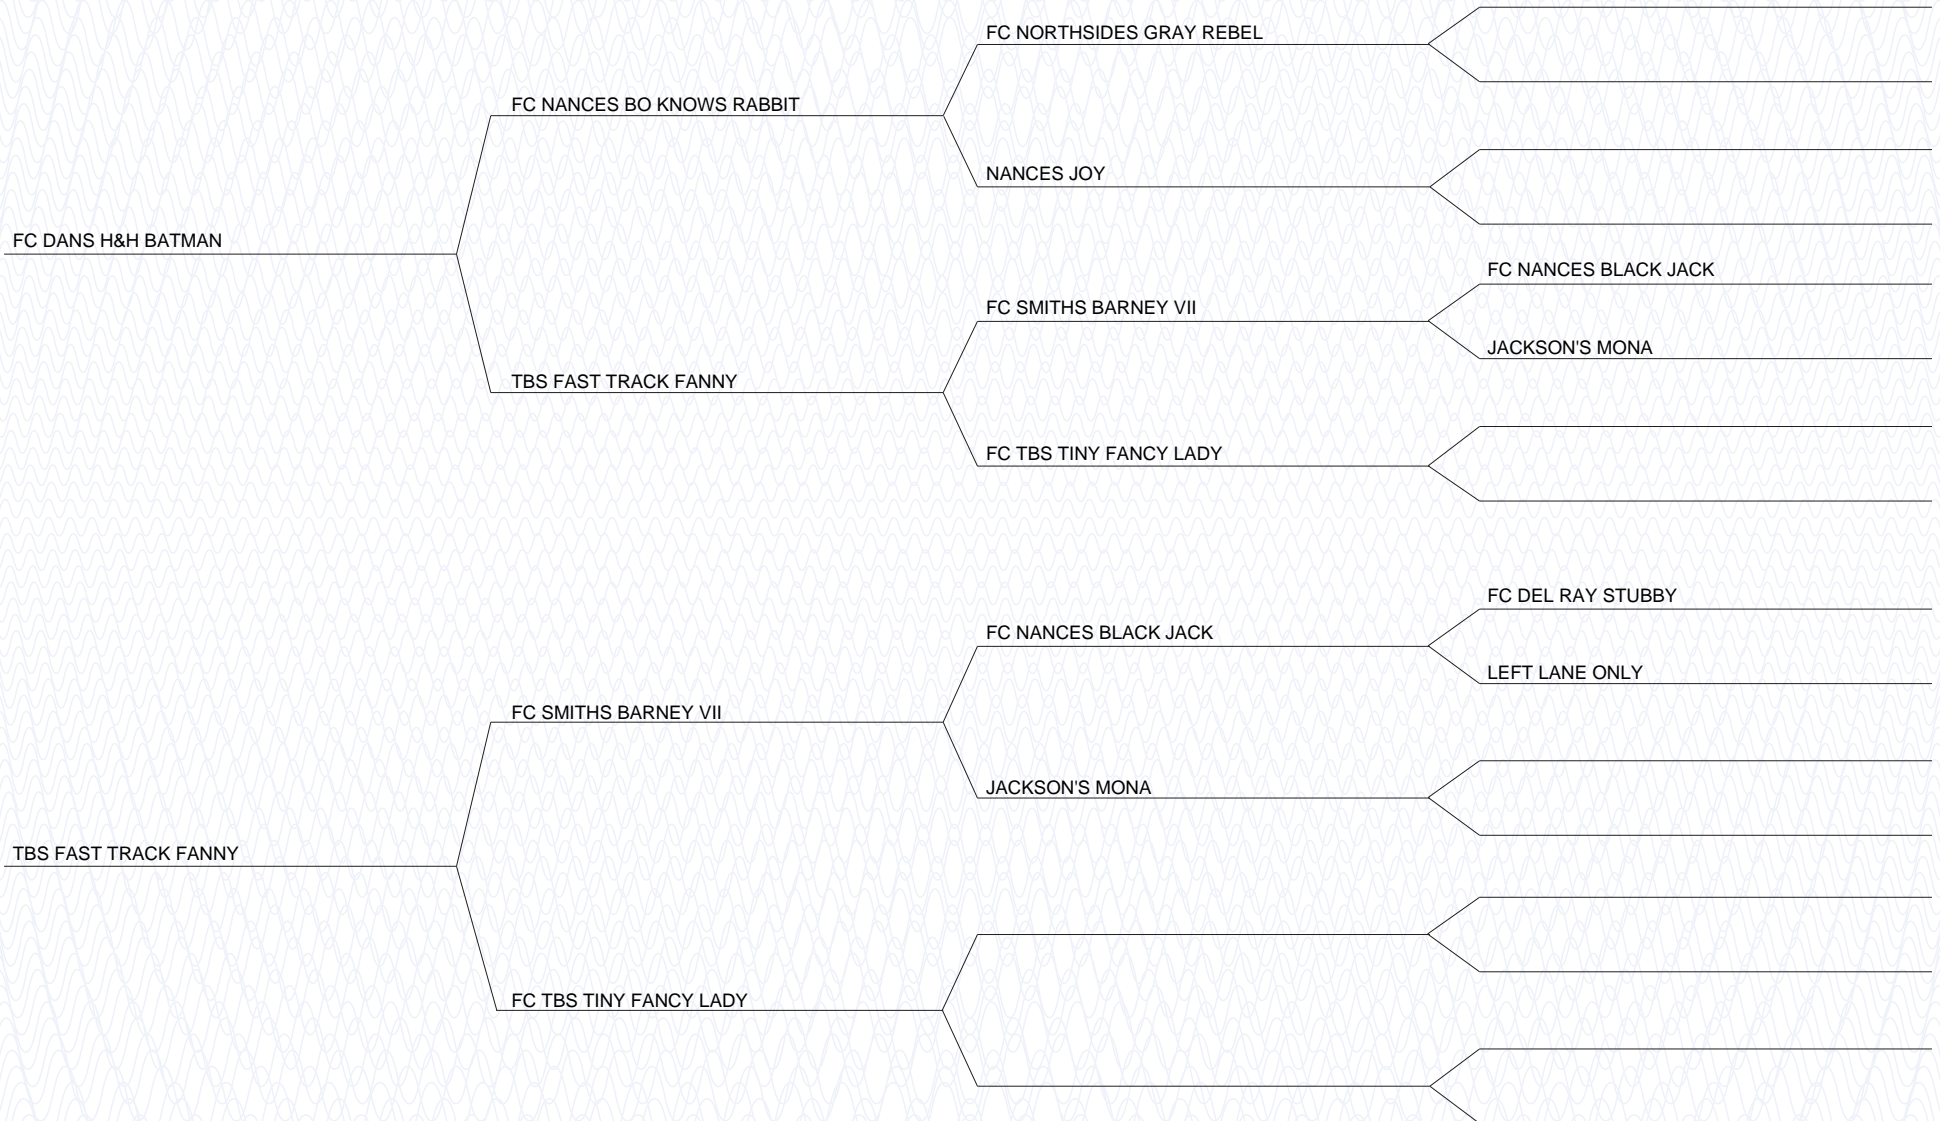 FC NORTHSIDES GRAY REBEL
FC NANCES BO KNOWS RABBIT
NANCES JOY
FC DANS H&H BATMAN
FC NANCES BLACK JACK
FC SMITHS BARNEY VII
JACKSON'S MONA
TBS FAST TRACK FANNY
FC TBS TINY FANCY LADY
FC DEL RAY STUBBY
FC NANCES BLACK JACK
LEFT LANE ONLY
FC SMITHS BARNEY VII
JACKSON'S MONA
TBS FAST TRACK FANNY
FC TBS TINY FANCY LADY